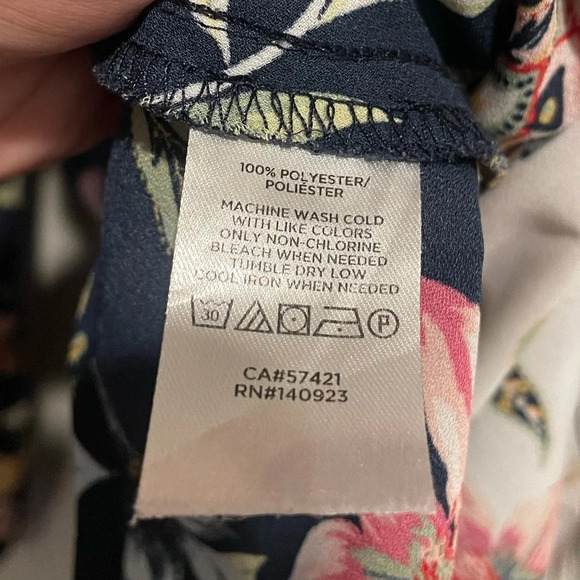 100% POLYESTER/
POLIÉSTER
MACHINE WASH COLD
WITH LIKE COLORS
ONLY NON-CHLORINE
BLEACH WHEN NEEDED
TUMBLE DRY LOW
COOL IRON WHEN NEEDED
30 P
CA#57421
RN#140923